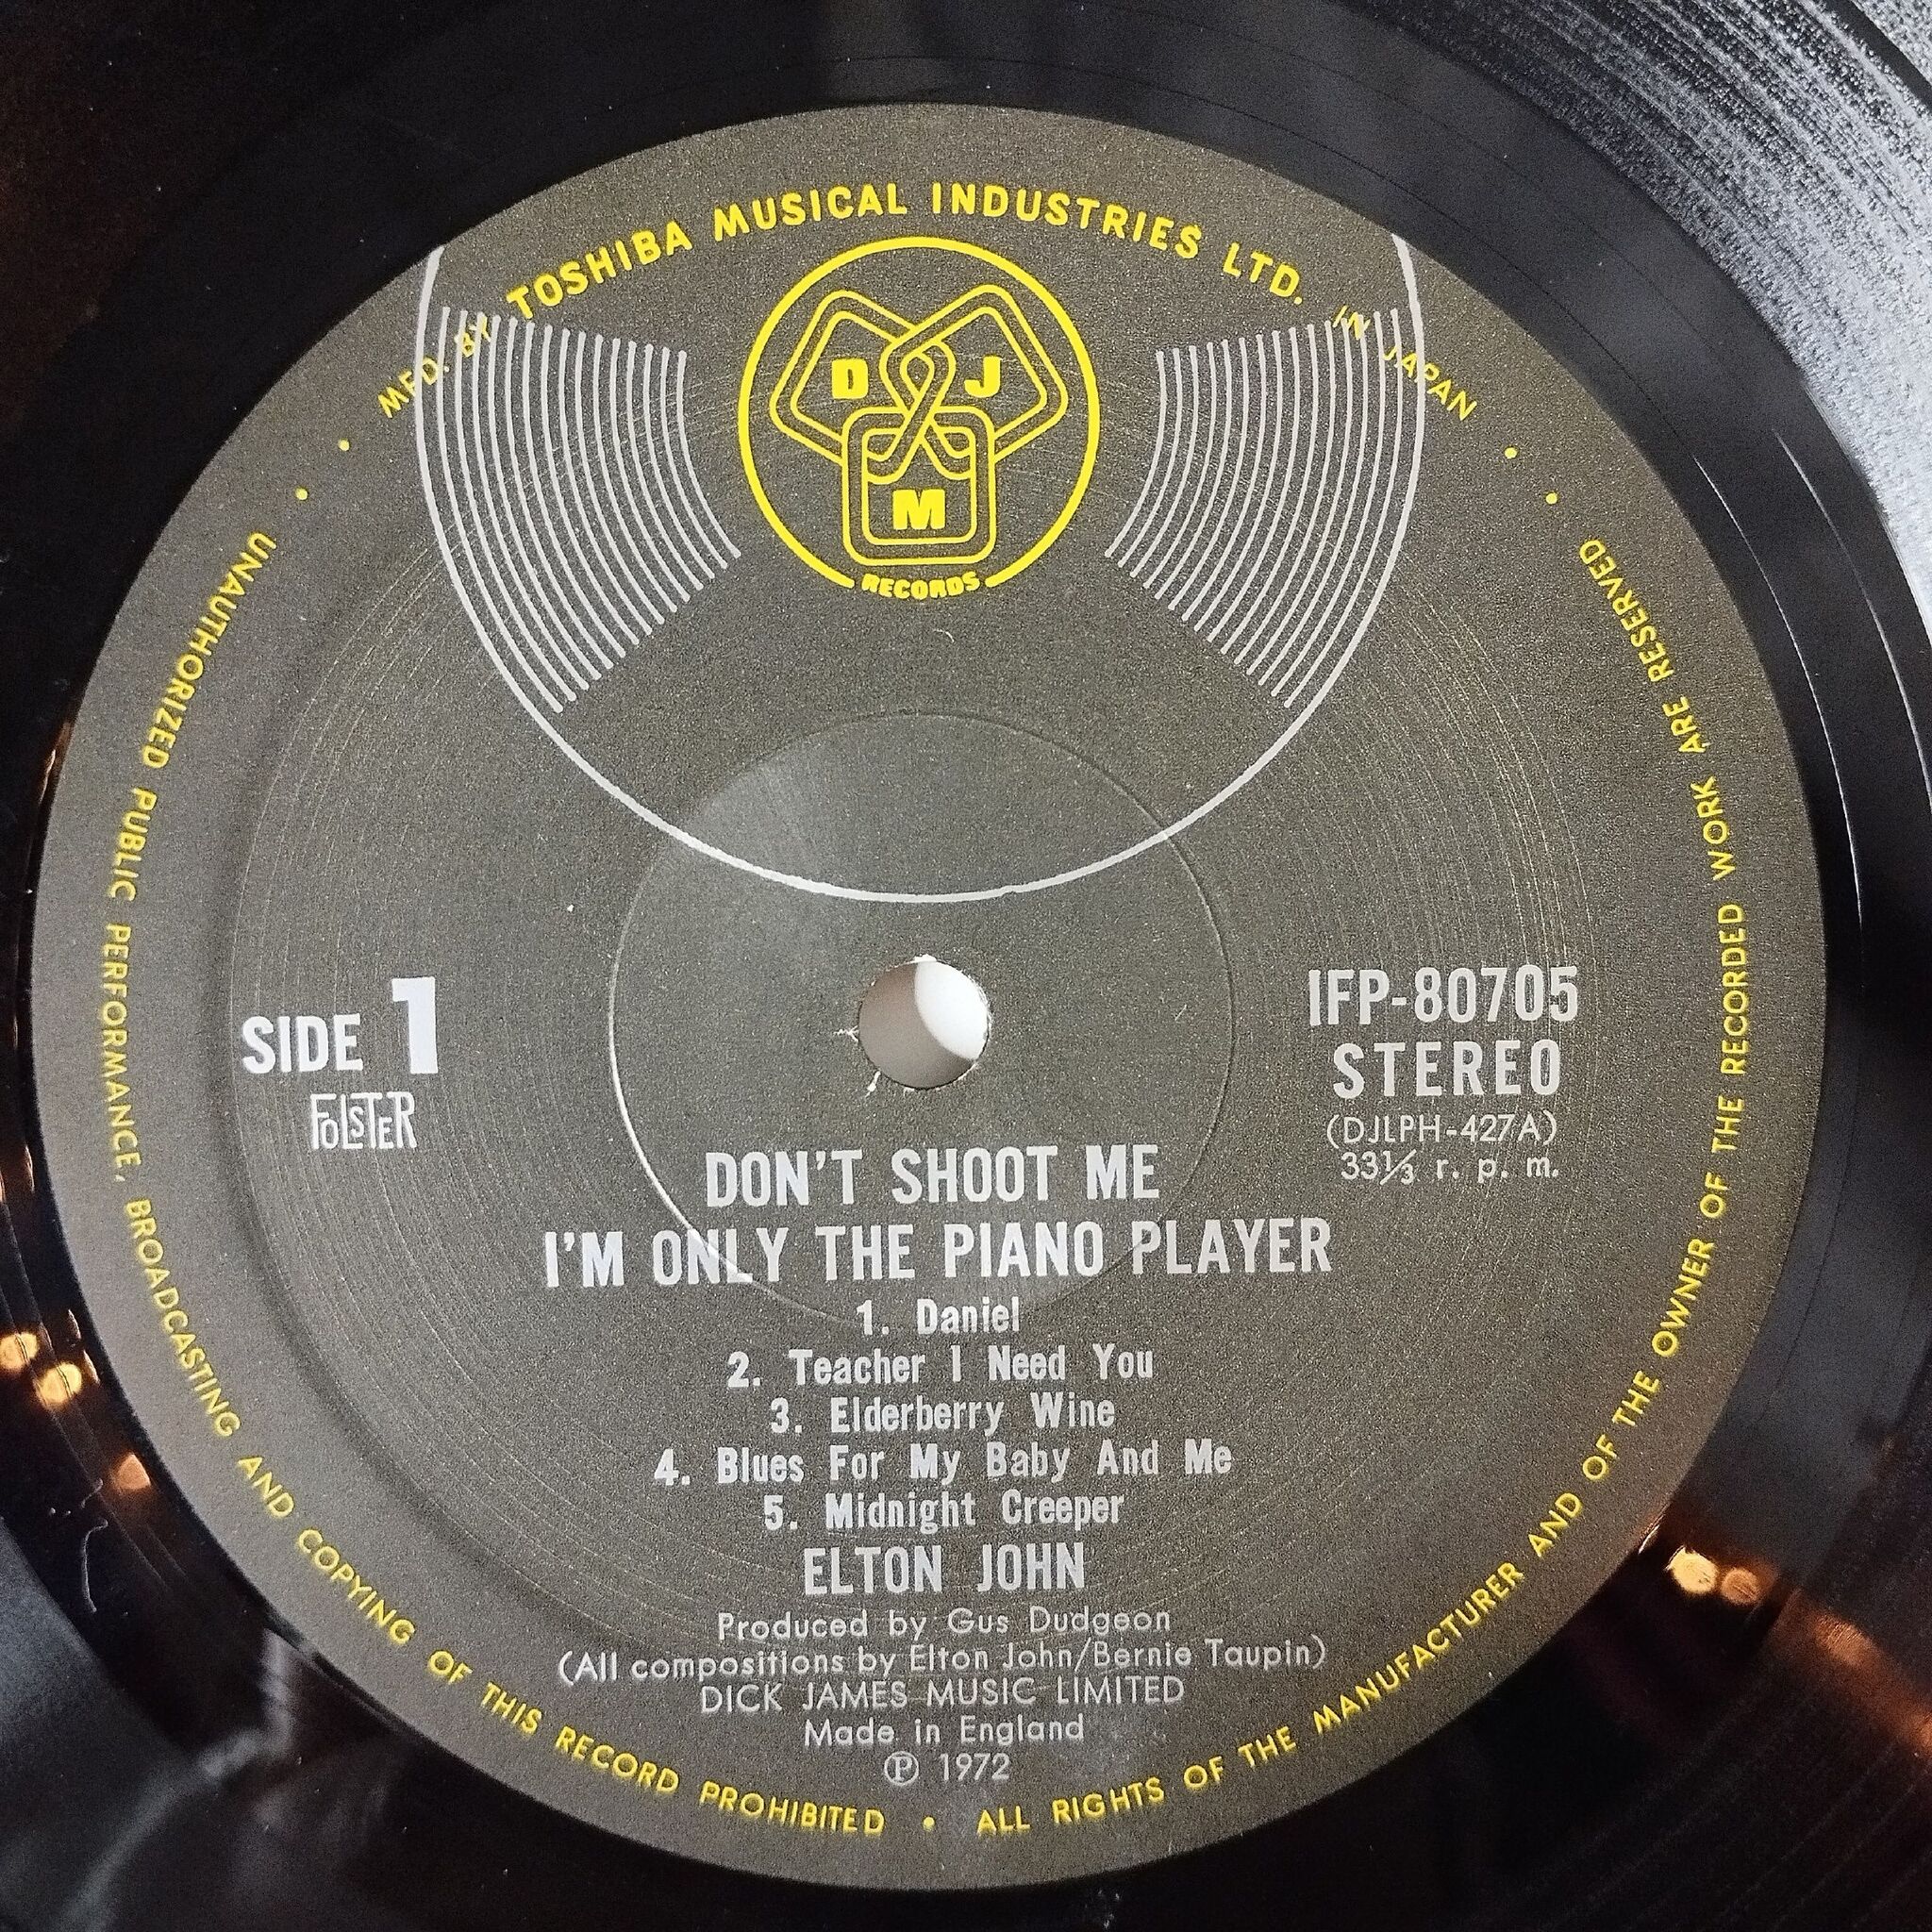 MFD. BY TOSHIBA MUSICAL INDUSTRIES LTD. IN JAPAN
D J
M
RECORDS
SIDE 1
FOLSTER
IFP-80705
STEREO
(DJLPH-427A)
33⅓ r. p. m.
DON'T SHOOT ME
I'M ONLY THE PIANO PLAYER
1. Daniel
2. Teacher I Need You
3. Elderberry Wine
4. Blues For My Baby And Me
5. Midnight Creeper
ELTON JOHN
Produced by Gus Dudgeon
(All compositions by Elton John/Bernie Taupin)
DICK JAMES MUSIC LIMITED
Made in England
℗ 1972
UNAUTHORIZED PUBLIC PERFORMANCE, BROADCASTING AND COPYING OF THIS RECORD PROHIBITED • ALL RIGHTS OF THE MANUFACTURER AND OF THE OWNER OF THE RECORDED WORK ARE RESERVED